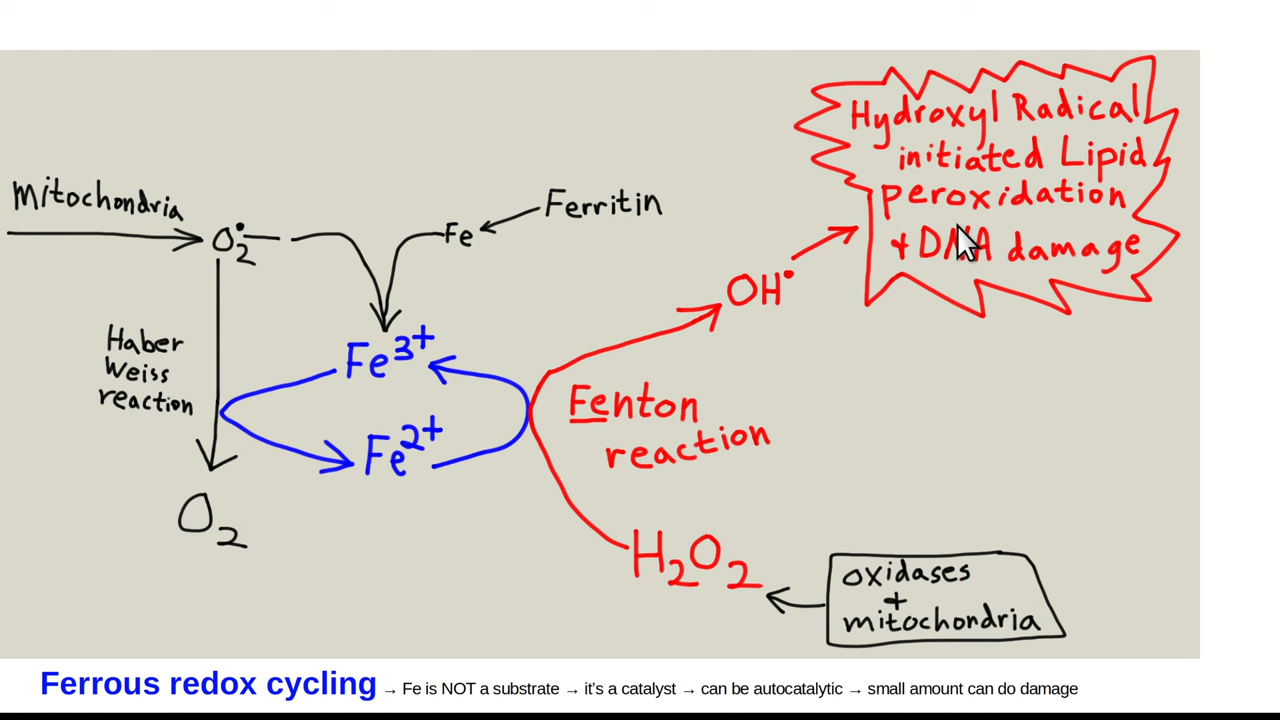 Hydroxyl Radical
initiated Lipid
peroxidation
+ DNA damage
mitochondria
O₂•−
Fe
Ferritin
OH•
Haber
Weiss
reaction
Fe³⁺
Fe²⁺
Fenton
reaction
O₂
H₂O₂
oxidases
+
mitochondria
Ferrous redox cycling → Fe is NOT a substrate → it's a catalyst → can be autocatalytic → small amount can do damage